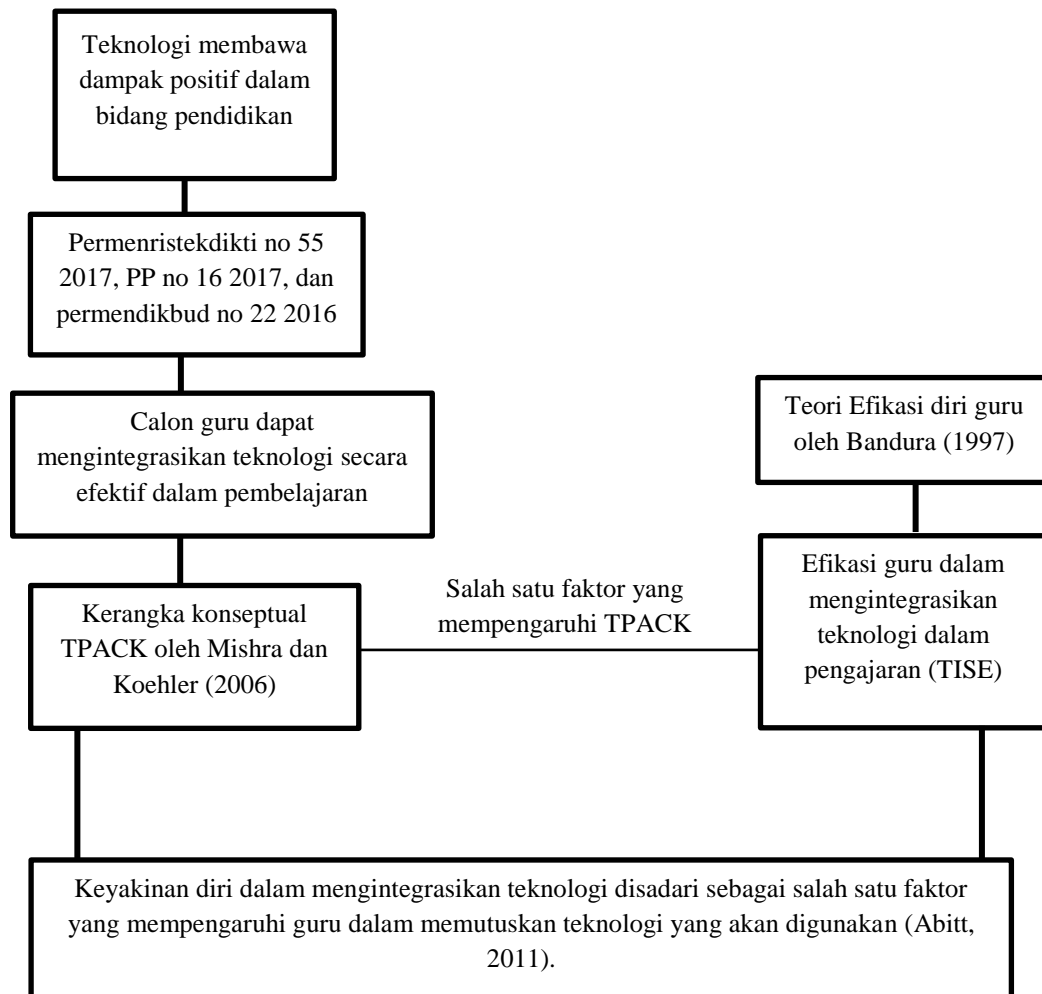 Teknologi membawa
dampak positif dalam
bidang pendidikan
Permenristekdikti no 55
2017, PP no 16 2017, dan
permendikbud no 22 2016
Calon guru dapat
mengintegrasikan teknologi secara
efektif dalam pembelajaran
Teori Efikasi diri guru
oleh Bandura (1997)
Kerangka konseptual
TPACK oleh Mishra dan
Koehler (2006)
Salah satu faktor yang
mempengaruhi TPACK
Efikasi guru dalam
mengintegrasikan
teknologi dalam
pengajaran (TISE)
Keyakinan diri dalam mengintegrasikan teknologi disadari sebagai salah satu faktor
yang mempengaruhi guru dalam memutuskan teknologi yang akan digunakan (Abitt,
2011).